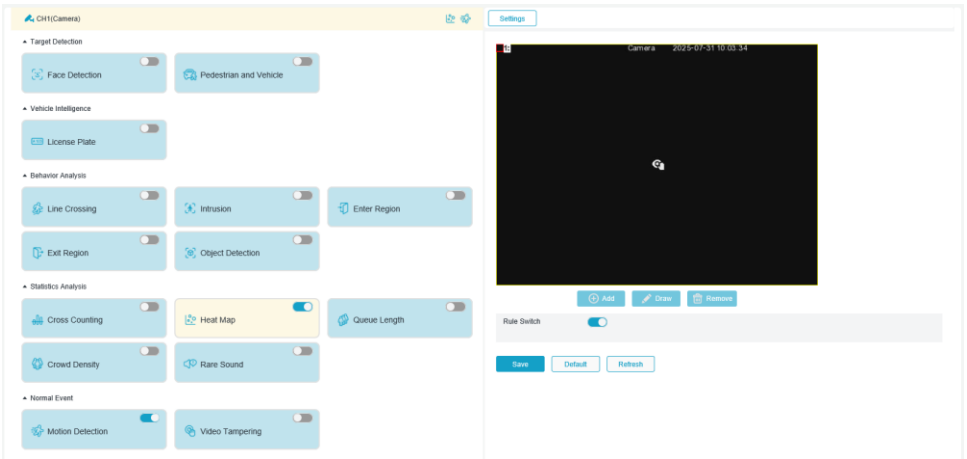 CH1(Camera)
Target Detection
Face Detection
Pedestrian and Vehicle
Vehicle Intelligence
License Plate
Behavior Analysis
Line Crossing
Intrusion
Enter Region
Exit Region
Object Detection
Statistics Analysis
Cross Counting
Heat Map
Queue Length
Crowd Density
Rare Sound
Normal Event
Motion Detection
Video Tampering
Settings
Camera 2025-07-31 10:03:34
Add
Draw
Remove
Rule Switch
Save
Default
Refresh